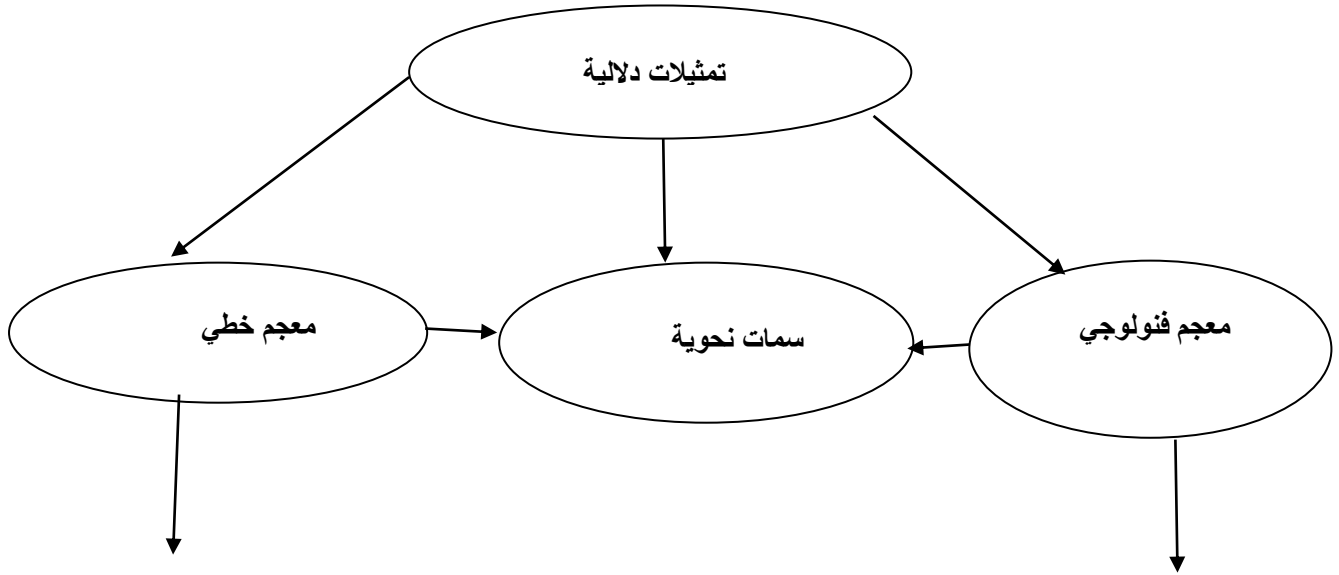 تمثيلات دلالية
معجم فنولوجي
سمات نحوية
معجم خطي